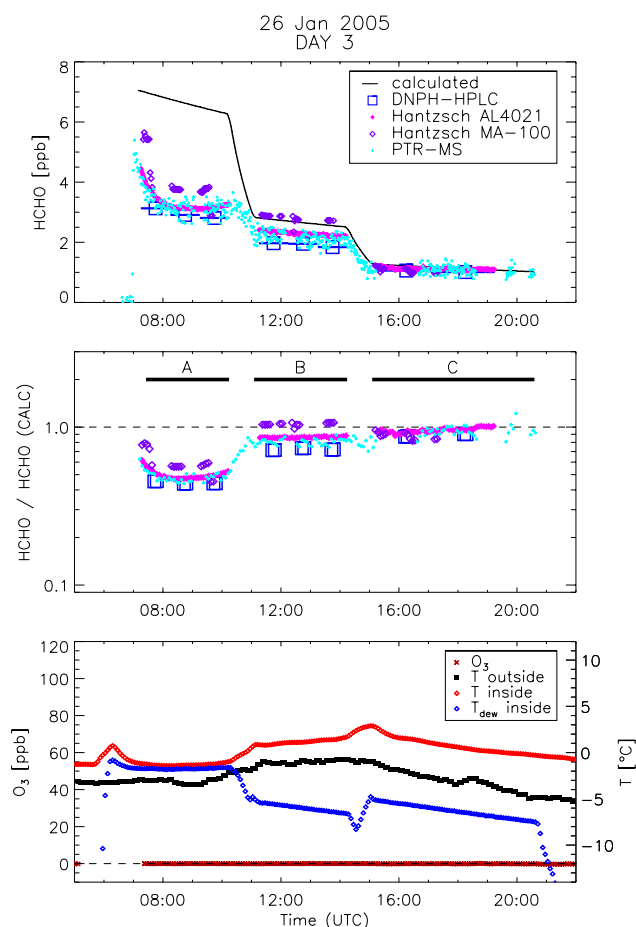 26 Jan 2005
DAY 3
HCHO [ppb]
8
6
4
2
0
calculated
DNPH-HPLC
Hantzsch AL4021
Hantzsch MA-100
PTR-MS
08:00 12:00 16:00 20:00
HCHO / HCHO (CALC)
1.0
0.1
A B C
08:00 12:00 16:00 20:00
O3 [ppb]
120
100
80
60
40
20
0
O3
T outside
T inside
Tdew inside
T [°C]
10
5
0
-5
-10
08:00 12:00 16:00 20:00
Time (UTC)